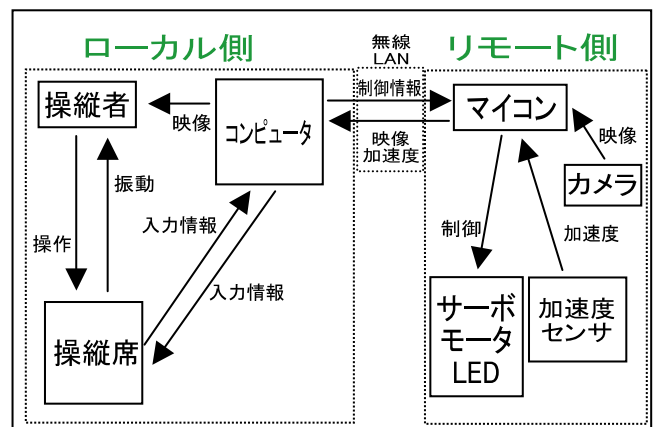 ローカル側
無線
LAN
リモート側
操縦者
映像
コンピュータ
制御情報
マイコン
映像
加速度
映像
カメラ
振動
操作
入力情報
入力情報
制御
加速度
操縦席
サーボ
モータ
LED
加速度
センサ